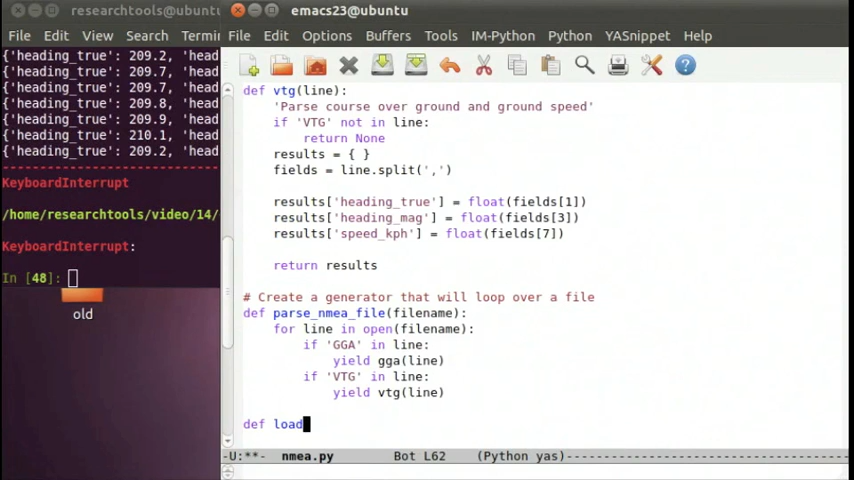 researchtools@ubuntu
File Edit View Search Termi
{'heading_true': 209.2, 'head
{'heading_true': 209.7, 'head
{'heading_true': 209.7, 'head
{'heading_true': 209.8, 'head
{'heading_true': 209.9, 'head
{'heading_true': 210.1, 'head
{'heading_true': 209.2, 'head
KeyboardInterrupt
/home/researchtools/video/14/
KeyboardInterrupt:
In [48]:
old
emacs23@ubuntu
File Edit Options Buffers Tools IM-Python Python YASnippet Help
def vtg(line):
    'Parse course over ground and ground speed'
    if 'VTG' not in line:
        return None
    results = { }
    fields = line.split(',')
    results['heading_true'] = float(fields[1])
    results['heading_mag'] = float(fields[3])
    results['speed_kph'] = float(fields[7])
    return results
# Create a generator that will loop over a file
def parse_nmea_file(filename):
    for line in open(filename):
        if 'GGA' in line:
            yield gga(line)
        if 'VTG' in line:
            yield vtg(line)
def load
-U:**- nmea.py Bot L62 (Python yas)